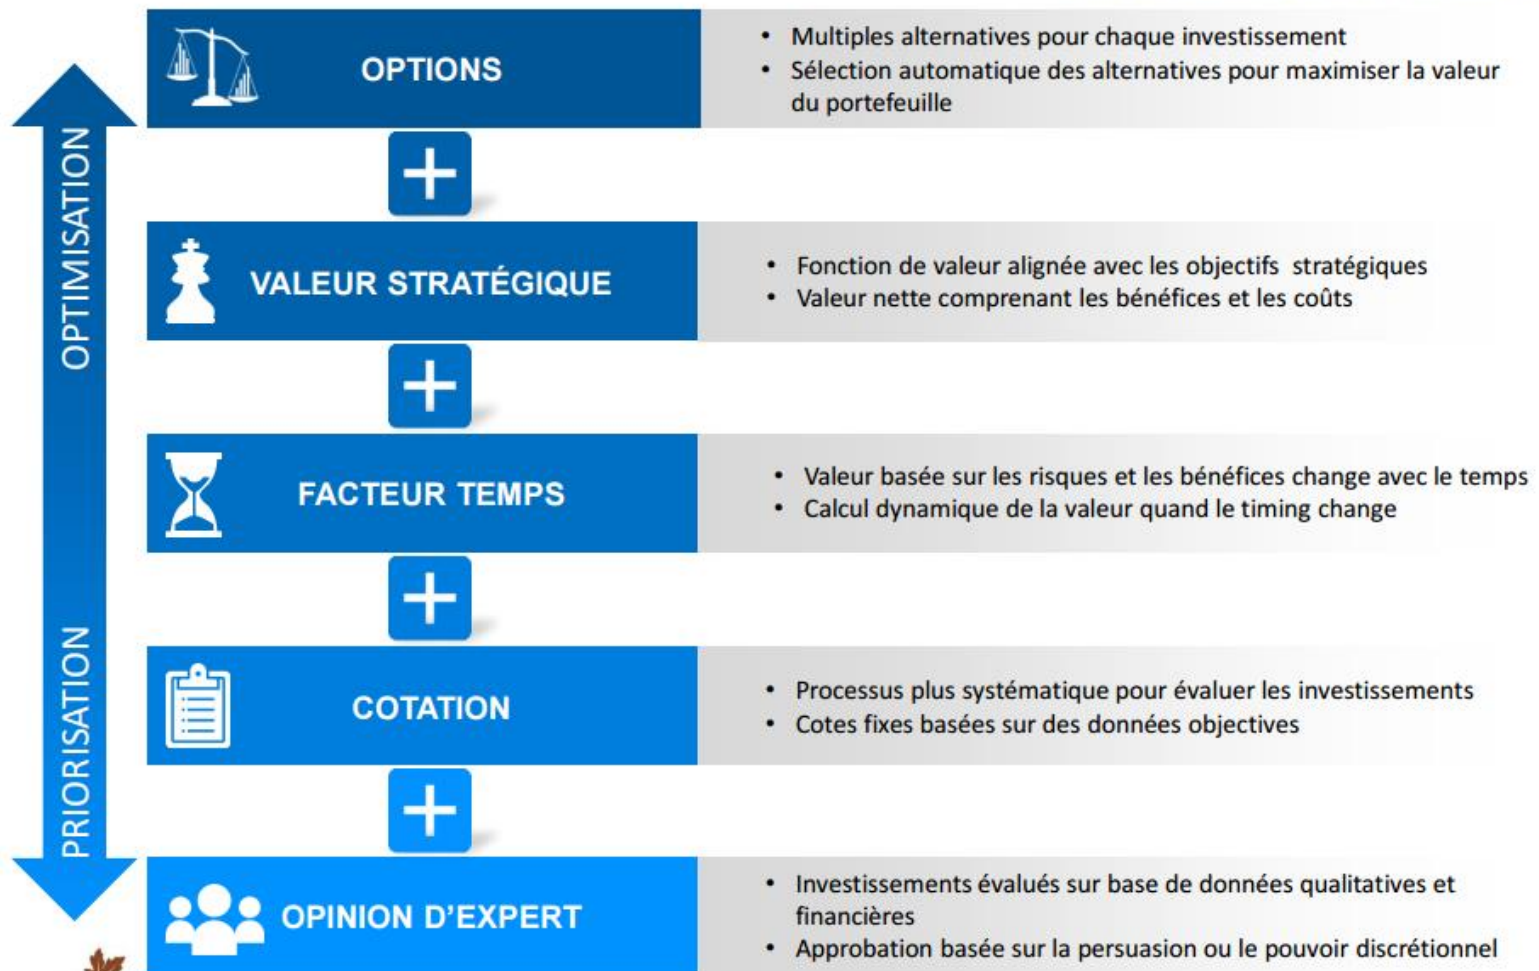 OPTIMISATION
PRIORISATION
OPTIONS
• Multiples alternatives pour chaque investissement
• Sélection automatique des alternatives pour maximiser la valeur
du portefeuille
+
VALEUR STRATÉGIQUE
• Fonction de valeur alignée avec les objectifs  stratégiques
• Valeur nette comprenant les bénéfices et les coûts
+
FACTEUR TEMPS
• Valeur basée sur les risques et les bénéfices change avec le temps
• Calcul dynamique de la valeur quand le timing change
+
COTATION
• Processus plus systématique pour évaluer les investissements
• Cotes fixes basées sur des données objectives
+
OPINION D’EXPERT
• Investissements évalués sur base de données qualitatives et
financières
• Approbation basée sur la persuasion ou le pouvoir discrétionnel